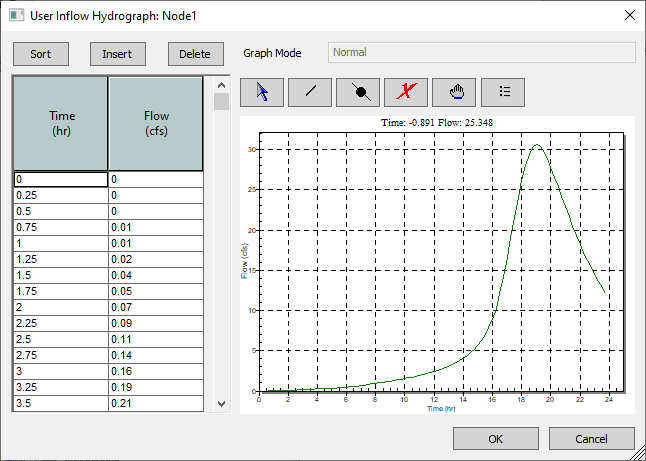 User Inflow Hydrograph: Node1
Sort Insert Delete Graph Mode Normal
Time (hr) Flow (cfs)
0 0
0.25 0
0.5 0
0.75 0.01
1 0.01
1.25 0.02
1.5 0.04
1.75 0.05
2 0.07
2.25 0.09
2.5 0.11
2.75 0.14
3 0.16
3.25 0.19
3.5 0.21
Time: -0.891 Flow: 25.348
30
25
20
15
10
5
0
Flow (cfs)
0 2 4 6 8 10 12 14 16 18 20 22 24
Time (hr)
OK Cancel